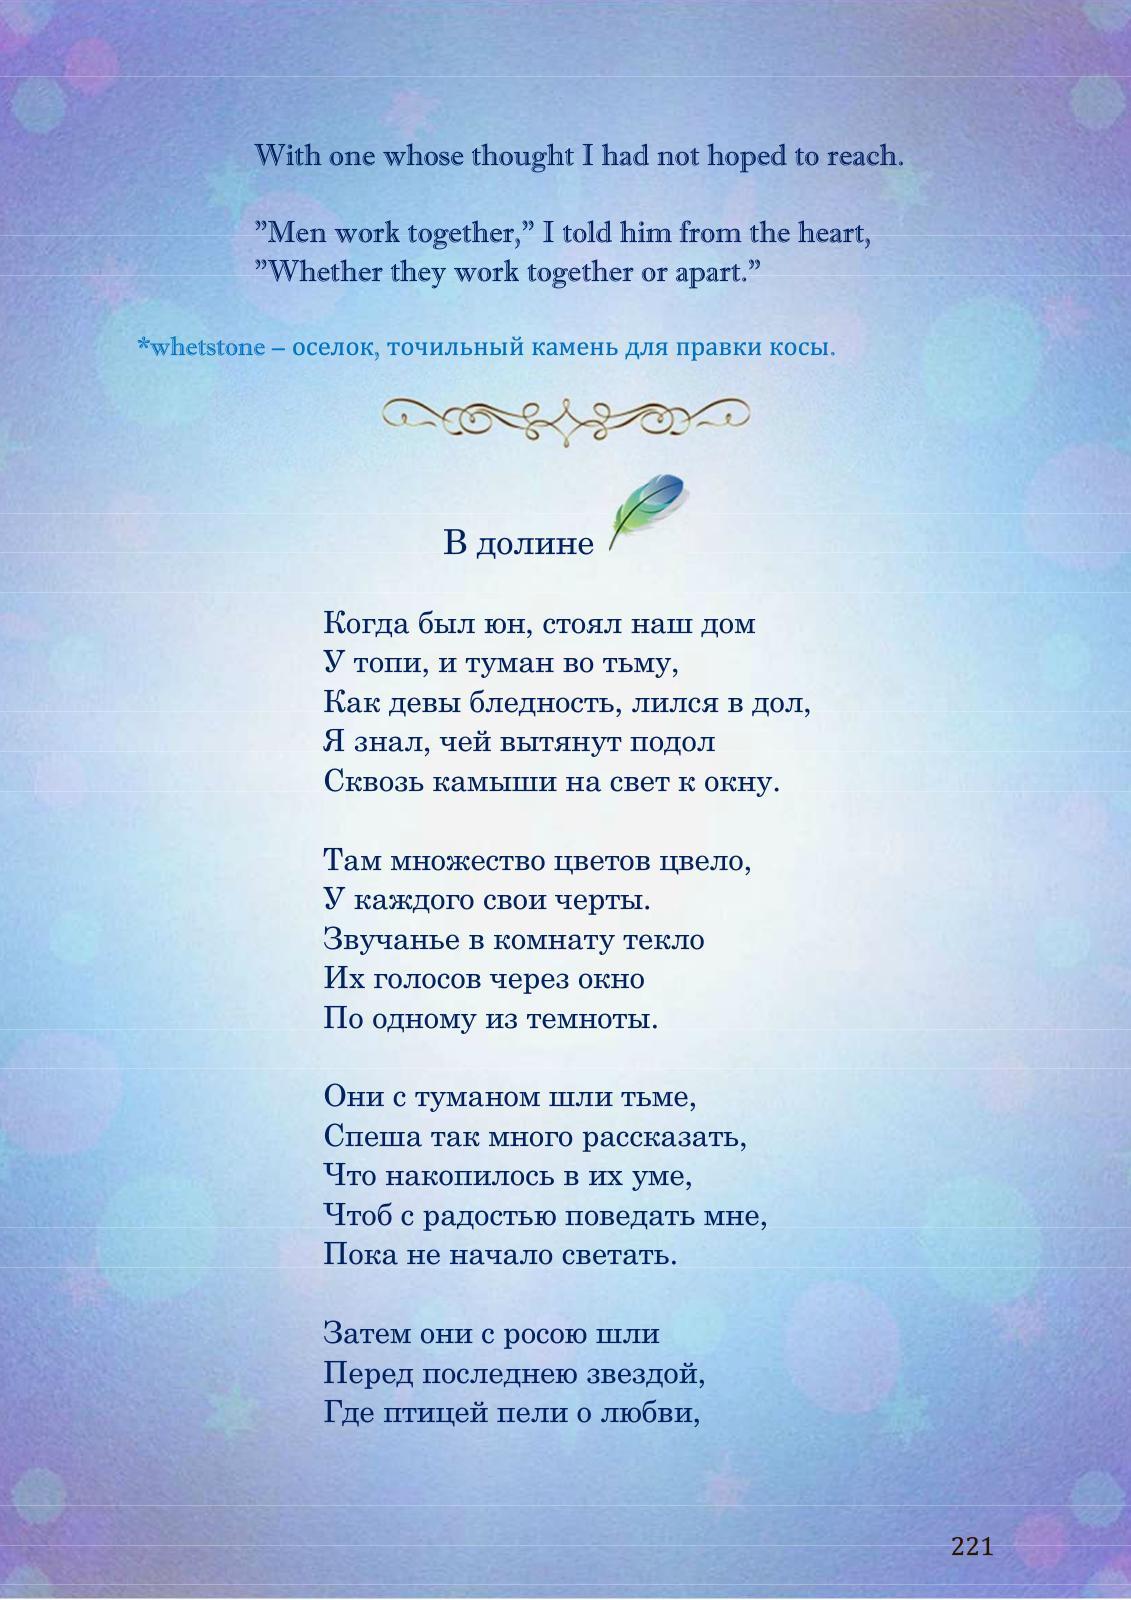 With one whose thought I had not hoped to reach.
”Men work together,” I told him from the heart,
”Whether they work together or apart.”
*whetstone – оселок, точильный камень для правки косы.
В долине
Когда был юн, стоял наш дом
У топи, и туман во тьму,
Как девы бледность, лился в дол,
Я знал, чей вытянут подол
Сквозь камыши на свет к окну.
Там множество цветов цвело,
У каждого свои черты.
Звучанье в комнату текло
Их голосов через окно
По одному из темноты.
Они с туманом шли тьме,
Спеша так много рассказать,
Что накопилось в их уме,
Чтоб с радостью поведать мне,
Пока не начало светать.
Затем они с росою шли
Перед последнею звездой,
Где птицей пели о любви,
221